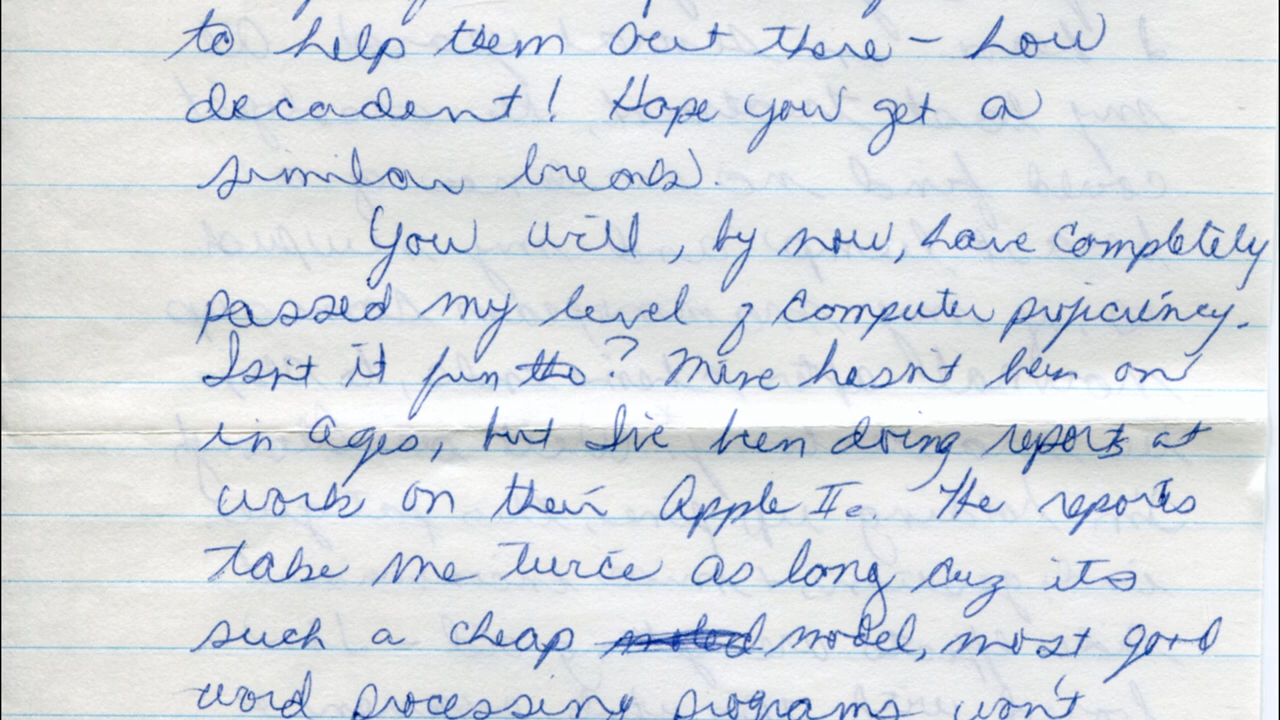 to help them out there - how
decadent! Hope you get a
similar break.
You will, by now, have completely
passed my level of computer proficiency.
Isn't it fun tho? Mine hasn't been on
in ages, but I've been doing reports at
work on their Apple IIc. The reports
take me twice as long cuz its
such a cheap model, most good
word processing programs won't